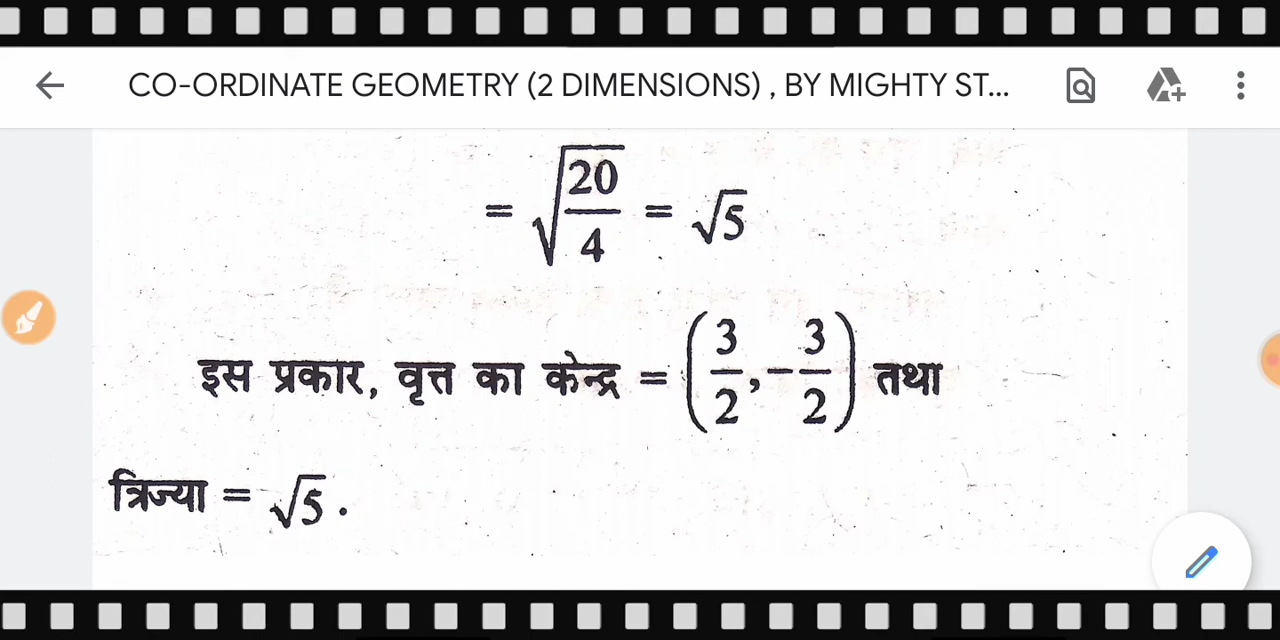 CO-ORDINATE GEOMETRY (2 DIMENSIONS) , BY MIGHTY ST...
= √(20/4) = √5
इस प्रकार, वृत्त का केन्द्र = (3/2, -3/2) तथा
त्रिज्या = √5 .